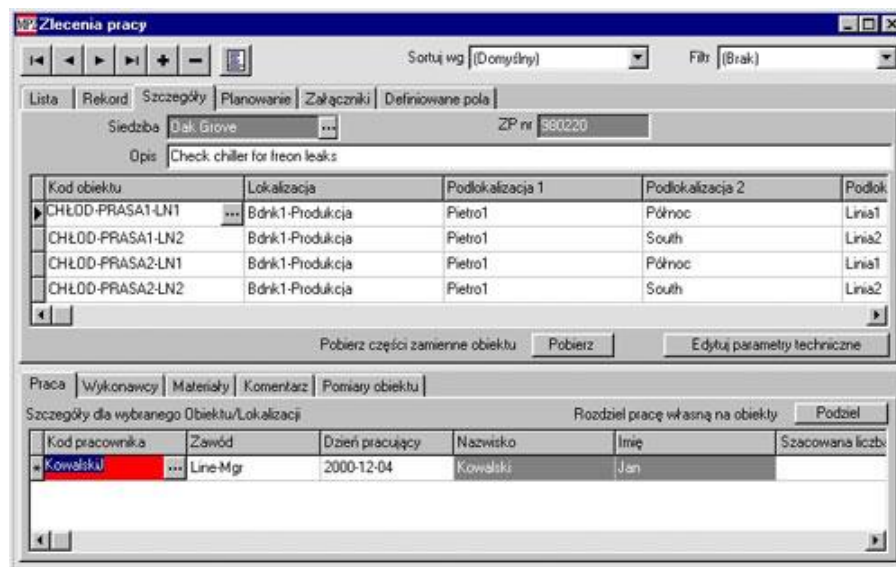 MP2 Zlecenia pracy
Sortuj wg (Domyślny) Filtr (Brak)
Lista Rekord Szczegóły Planowanie Załączniki Definiowane pola
Siedziba Oak Grove ... ZP nr 980220
Opis Check chiller for freon leaks
Kod obiektu Lokalizacja Podlokalizacja 1 Podlokalizacja 2 Podlok
CHŁOD-PRASA1-LN1 ... Bdnk1-Produkcja Pietro1 Północ Linia1
CHŁOD-PRASA1-LN2 Bdnk1-Produkcja Pietro1 South Linia2
CHŁOD-PRASA2-LN1 Bdnk1-Produkcja Pietro1 Północ Linia1
CHŁOD-PRASA2-LN2 Bdnk1-Produkcja Pietro1 South Linia2
Pobierz części zamienne obiektu Pobierz Edytuj parametry techniczne
Praca Wykonawcy Materiały Komentarz Pomiary obiektu
Szczegóły dla wybranego Obiektu/Lokalizacji Rozdziel pracę własną na obiekty Podziel
Kod pracownika Zawód Dzień pracujący Nazwisko Imię Szacowana liczb
KowalskiJ ... Line-Mgr 2000-12-04 Kowalski Jan